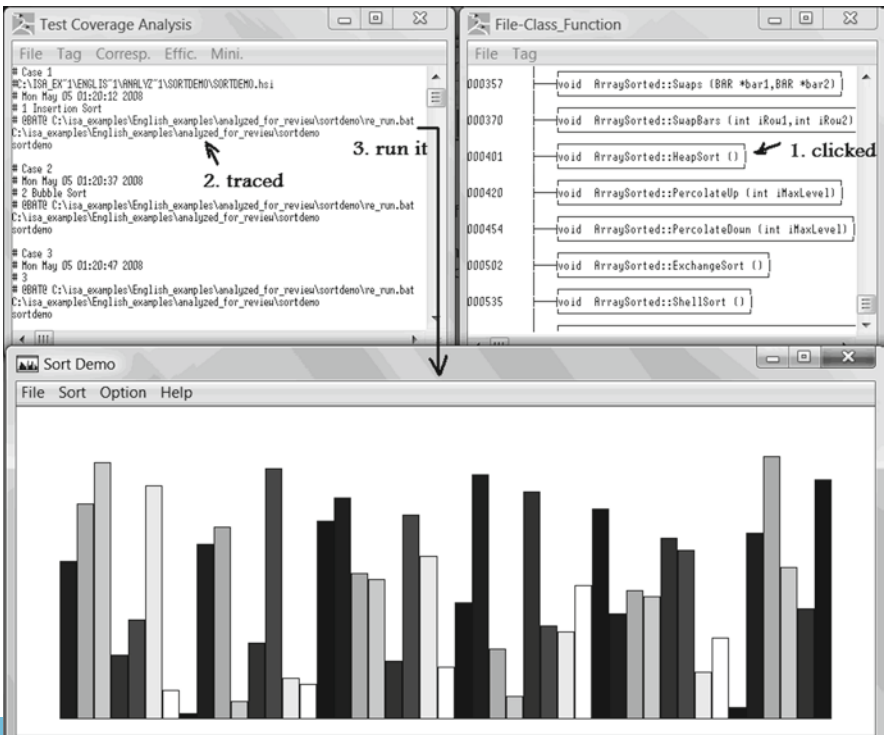 Test Coverage Analysis
File Tag Corresp. Effic. Mini.
# Case 1
#C:\ISA_EX~1\ENGLIS~1\ANALYZ~1\SORTDEMO\SORTDEMO.hsi
# Mon May 05 01:20:12 2008
# 1 Insertion Sort
# @BAT@ C:\isa_examples\English_examples\analyzed_for_review\sortdemo\re_run.bat
C:\isa_examples\English_examples\analyzed_for_review\sortdemo
sortdemo
3. run it
2. traced
# Case 2
# Mon May 05 01:20:37 2008
# 2 Bubble Sort
# @BAT@ C:\isa_examples\English_examples\analyzed_for_review\sortdemo\re_run.bat
C:\isa_examples\English_examples\analyzed_for_review\sortdemo
sortdemo
# Case 3
# Mon May 05 01:20:47 2008
# 3
# @BAT@ C:\isa_examples\English_examples\analyzed_for_review\sortdemo\re_run.bat
C:\isa_examples\English_examples\analyzed_for_review\sortdemo
sortdemo
File-Class_Function
File Tag
000357 void ArraySorted::Swaps (BAR *bar1,BAR *bar2)
000370 void ArraySorted::SwapBars (int iRow1,int iRow2)
000401 void ArraySorted::HeapSort () 1. clicked
000420 void ArraySorted::PercolateUp (int iMaxLevel)
000454 void ArraySorted::PercolateDown (int iMaxLevel)
000502 void ArraySorted::ExchangeSort ()
000535 void ArraySorted::ShellSort ()
Sort Demo
File Sort Option Help